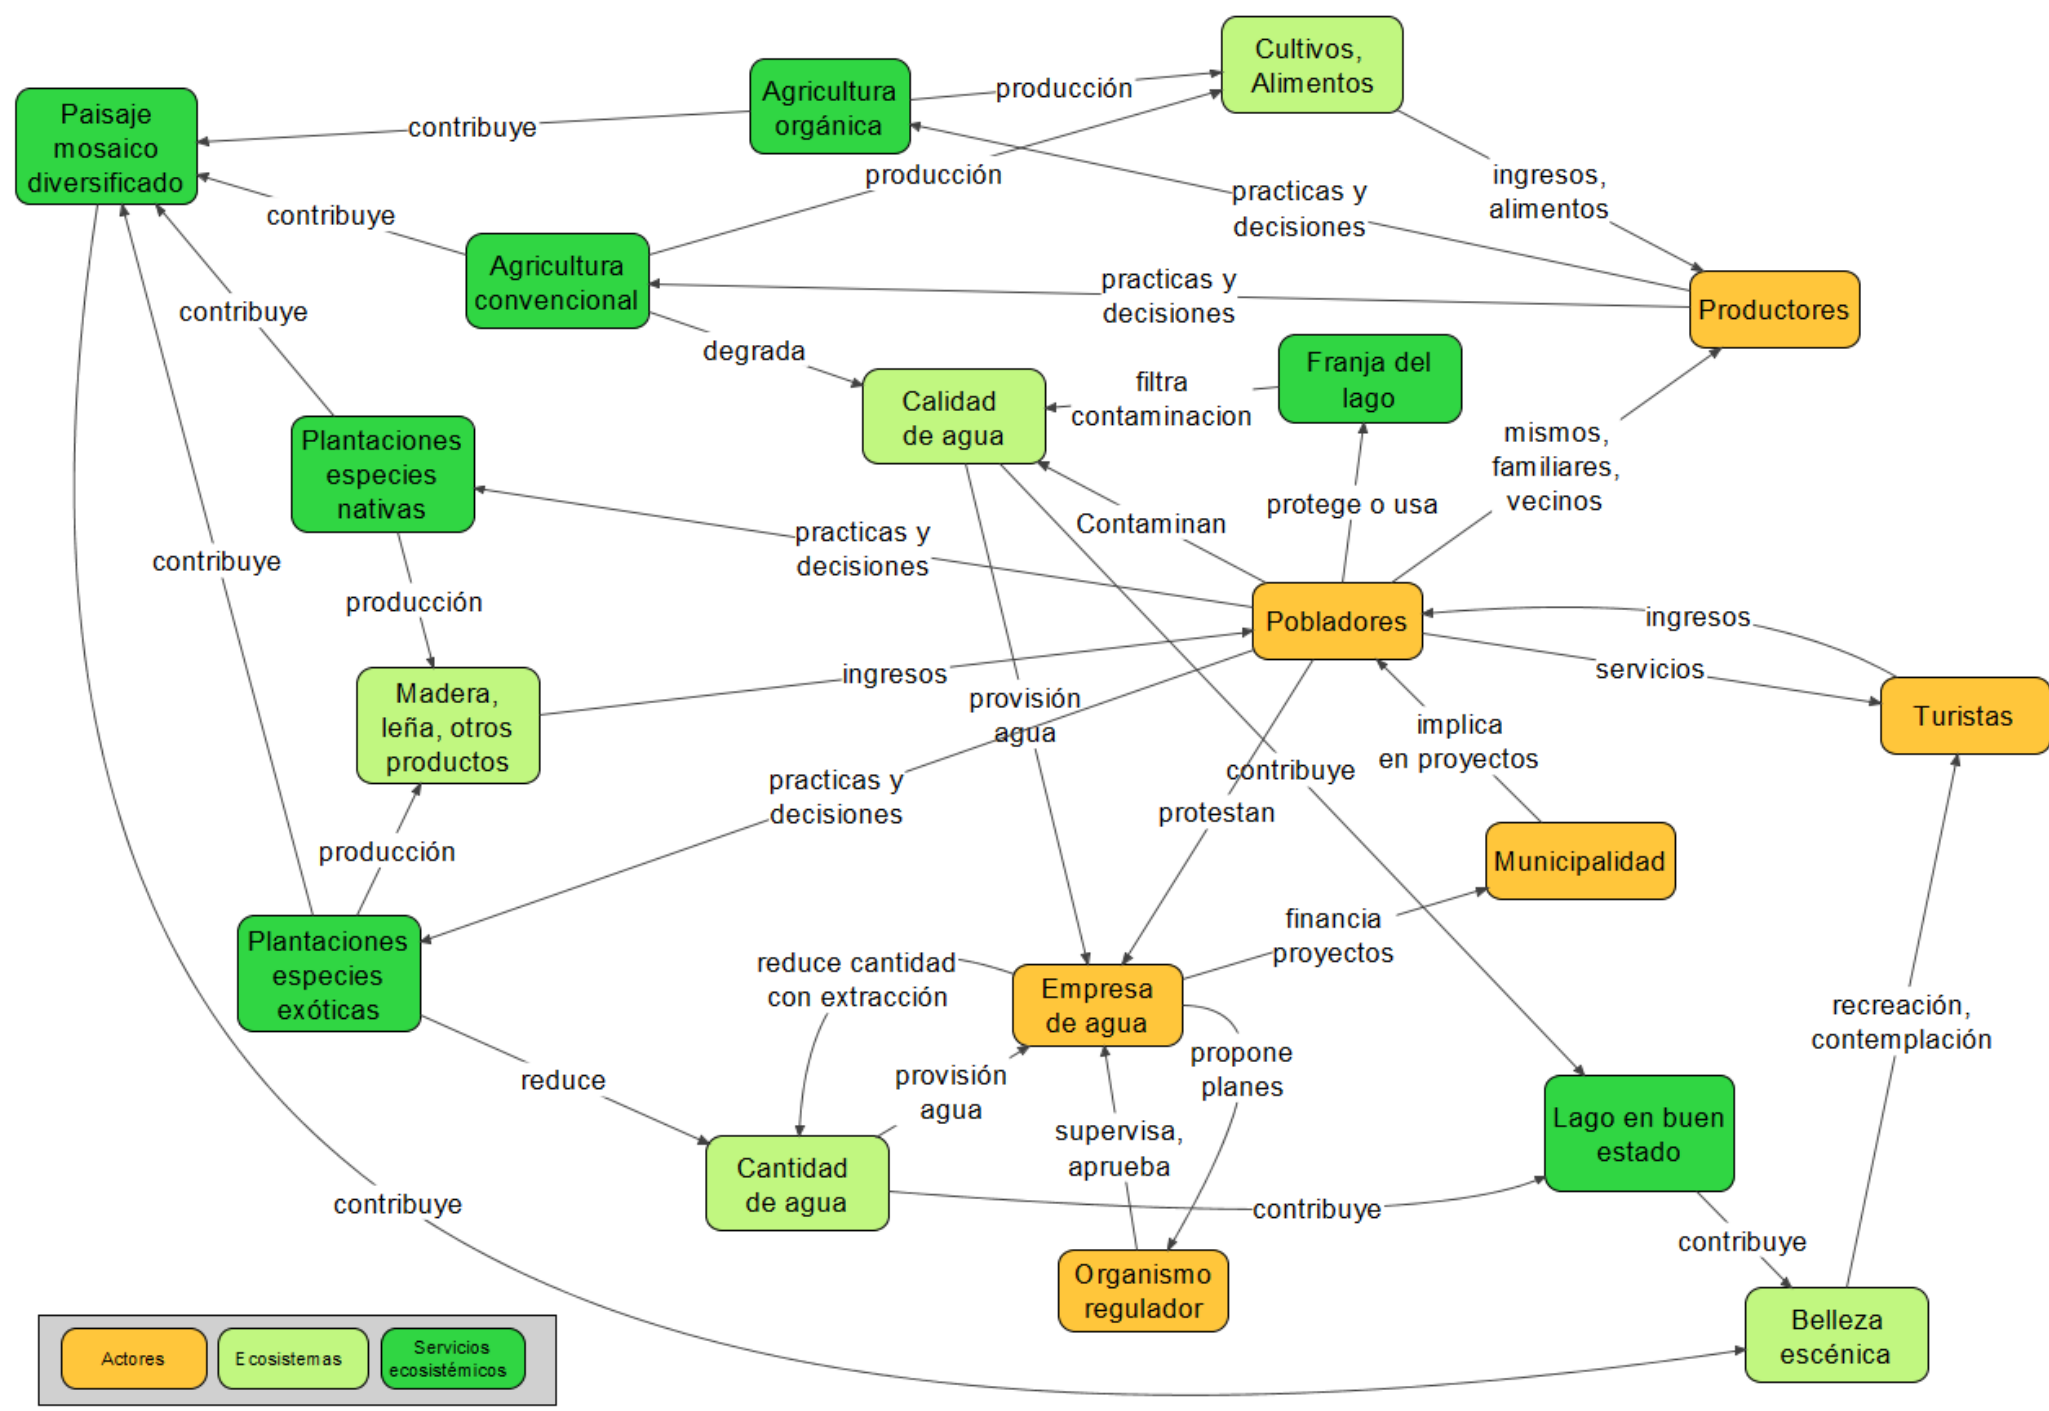 Cultivos,
Alimentos
Agricultura
orgánica
producción
Paisaje
mosaico
diversificado
contribuye
producción
ingresos,
alimentos
practicas y
decisiones
contribuye
Agricultura
convencional
practicas y
decisiones
Productores
contribuye
degrada
Franja del
lago
filtra
contaminacion
Calidad
de agua
mismos,
familiares,
vecinos
Plantaciones
especies
nativas
protege o usa
Contaminan
practicas y
decisiones
contribuye
producción
Pobladores
ingresos
servicios
ingresos
Madera,
leña, otros
productos
provisión
agua
Turistas
implica
en proyectos
contribuye
practicas y
decisiones
protestan
producción
Municipalidad
financia
proyectos
Plantaciones
especies
exóticas
reduce cantidad
con extracción
Empresa
de agua
recreación,
contemplación
propone
planes
provisión
agua
reduce
supervisa,
aprueba
Lago en buen
estado
Cantidad
de agua
contribuye
contribuye
contribuye
Organismo
regulador
Belleza
escénica
Actores
Ecosistemas
Servicios
ecosistémicos